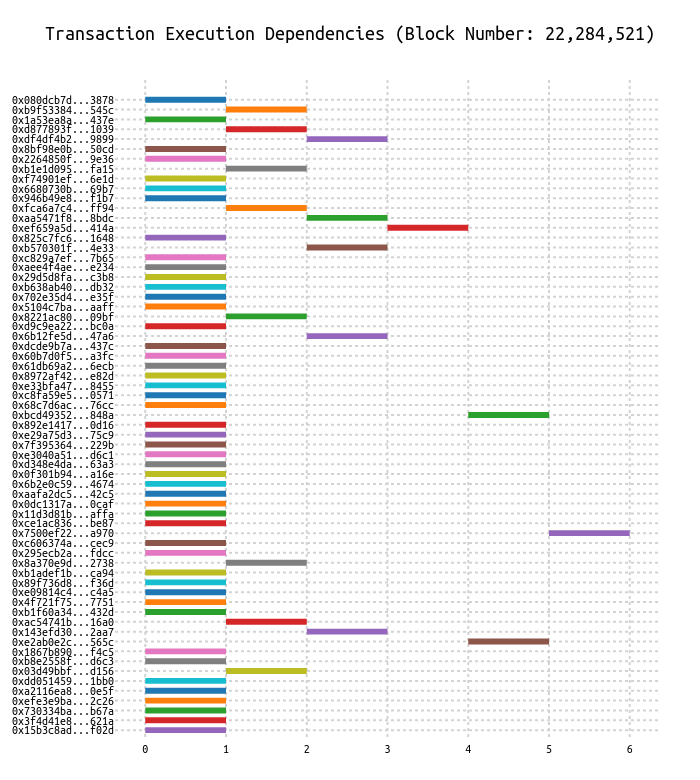 Transaction Execution Dependencies (Block Number: 22,284,521)
0x080dcb7d...3878
0xb9f53384...545c
0x1a53ea8a...437e
0xd877893f...1039
0xdf4df4b2...9899
0x8bf98e0b...50cd
0x2264850f...9e36
0xb1e1d095...fa15
0xf74901ef...6e1d
0x6680730b...69b7
0x946b49e8...f1b7
0xfca6a7c4...ff94
0xaa5471f8...8bdc
0xef659a5d...414a
0x825c7fc6...1648
0xb570301f...4e33
0xc829a7ef...7b65
0xaee4f4ae...e234
0x29d5d8fa...c3b8
0xb638ab40...db32
0x702e35d4...e35f
0x5104c7ba...aaff
0x8221ac80...09bf
0xd9c9ea22...bc0a
0x6b12fe5d...47a6
0xdcde9b7a...437c
0x60b7d0f5...a3fc
0x61db69a2...6ecb
0x8972af42...e82d
0xe33bfa47...8455
0xc8fa59e5...0571
0x68c7d6ac...76cc
0xbcd49352...848a
0x892e1417...0d16
0xe29a75d3...75c9
0x7f395364...229b
0xe3040a51...d6c1
0xd348e4da...63a3
0x0f301b94...a16e
0x6b2e0c59...4674
0xaafa2dc5...42c5
0x0dc1317a...0caf
0x11d3d81b...affa
0xce1ac836...be87
0x7500ef22...a970
0xc606374a...cec9
0x295ecb2a...fdcc
0x8a370e9d...2738
0xb1adef1b...ca94
0x89f736d8...f36d
0xe09814c4...c4a5
0x4f721f75...7751
0xb1f60a34...432d
0xac54741b...16a0
0x143efd30...2aa7
0xe2ab0e2c...565c
0x1867b890...f4c5
0xb8e2558f...d6c3
0x03d49bbf...d156
0xdd051459...1bb0
0xa2116ea8...0e5f
0xefe3e9ba...2c26
0x730334ba...b67a
0x3f4d41e8...621a
0x15b3c8ad...f02d
0 1 2 3 4 5 6